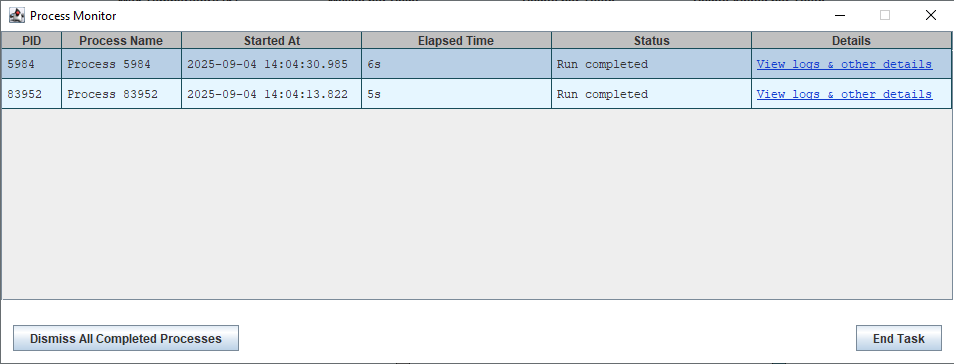 Process Monitor
PID Process Name Started At Elapsed Time Status Details
5984 Process 5984 2025-09-04 14:04:30.985 6s Run completed View logs & other details
83952 Process 83952 2025-09-04 14:04:13.822 5s Run completed View logs & other details
Dismiss All Completed Processes End Task